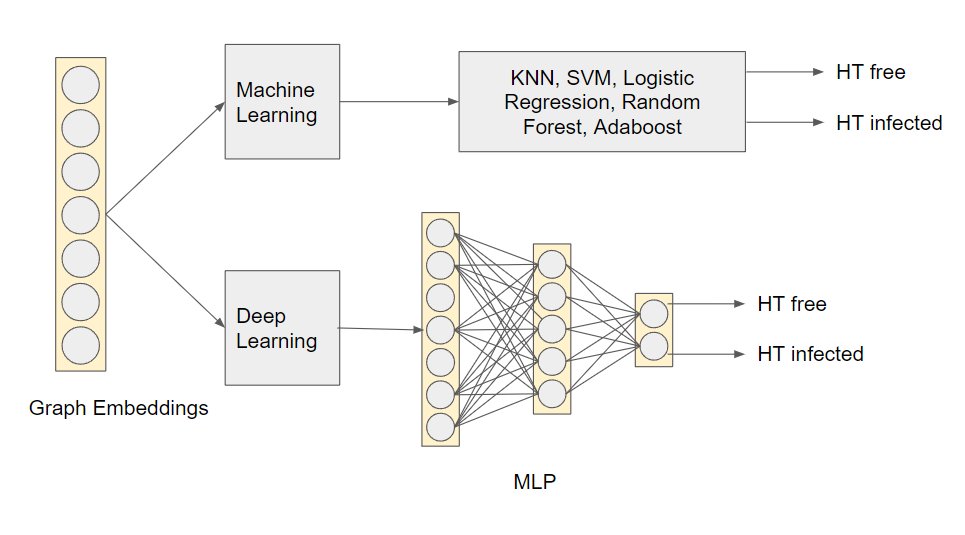 Machine
Learning
KNN, SVM, Logistic
Regression, Random
Forest, Adaboost
HT free
HT infected
Deep
Learning
HT free
HT infected
Graph Embeddings
MLP